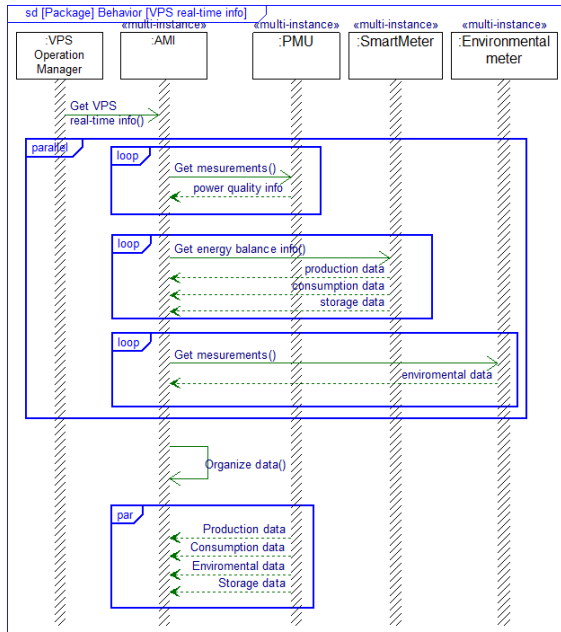 sd [Package] Behavior [VPS real-time info]
«multi-instance» «multi-instance» «multi-instance» «multi-instance»
:VPS
Operation
Manager
:AMI
:PMU
:SmartMeter
:Environmental
meter
Get VPS
real-time info()
parallel
loop
Get mesurements()
power quality info
loop
Get energy balance info()
production data
consumption data
storage data
loop
Get mesurements()
enviromental data
Organize data()
par
Production data
Consumption data
Enviromental data
Storage data